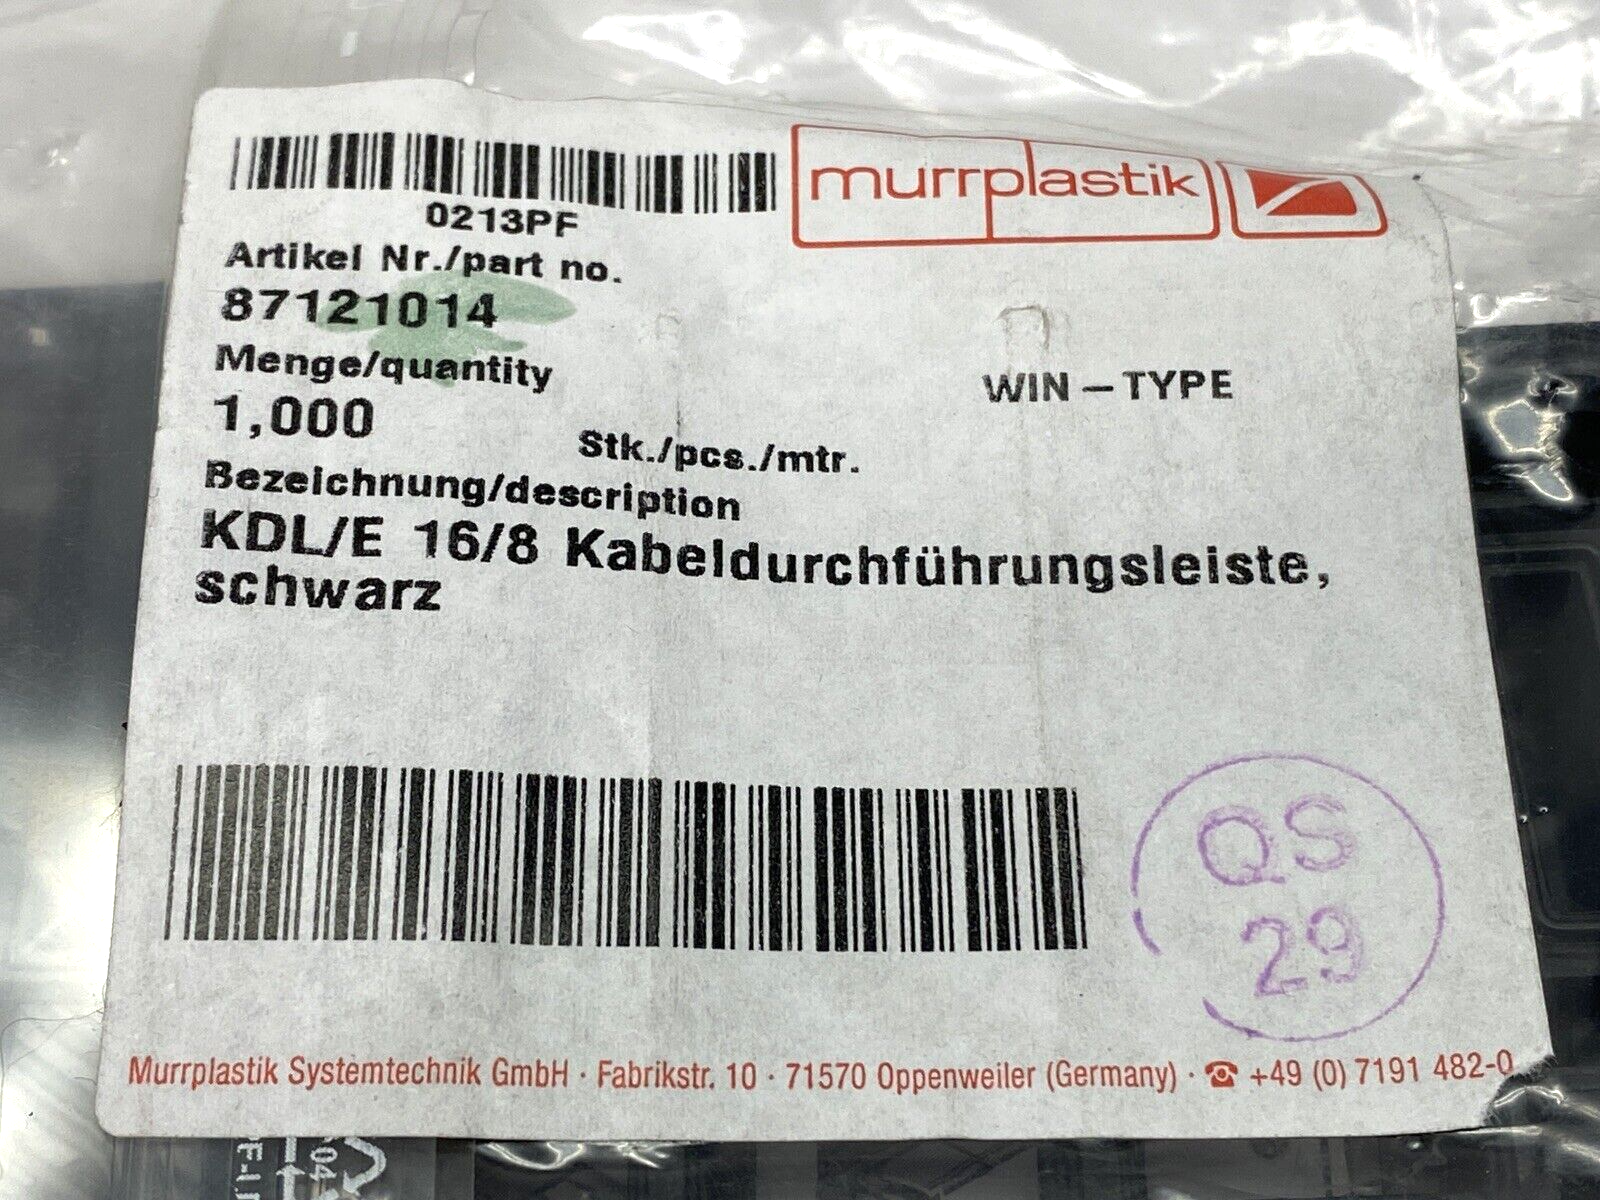 0213PF
murrplastik
Artikel Nr./part no.
87121014
Menge/quantity
1,000
Stk./pcs./mtr.
WIN-TYPE
Bezeichnung/description
KDL/E 16/8 Kabeldurchführungsleiste,
schwarz
QS
29
Murrplastik Systemtechnik GmbH · Fabrikstr. 10 · 71570 Oppenweiler (Germany) · ☎ +49 (0) 7191 482-0